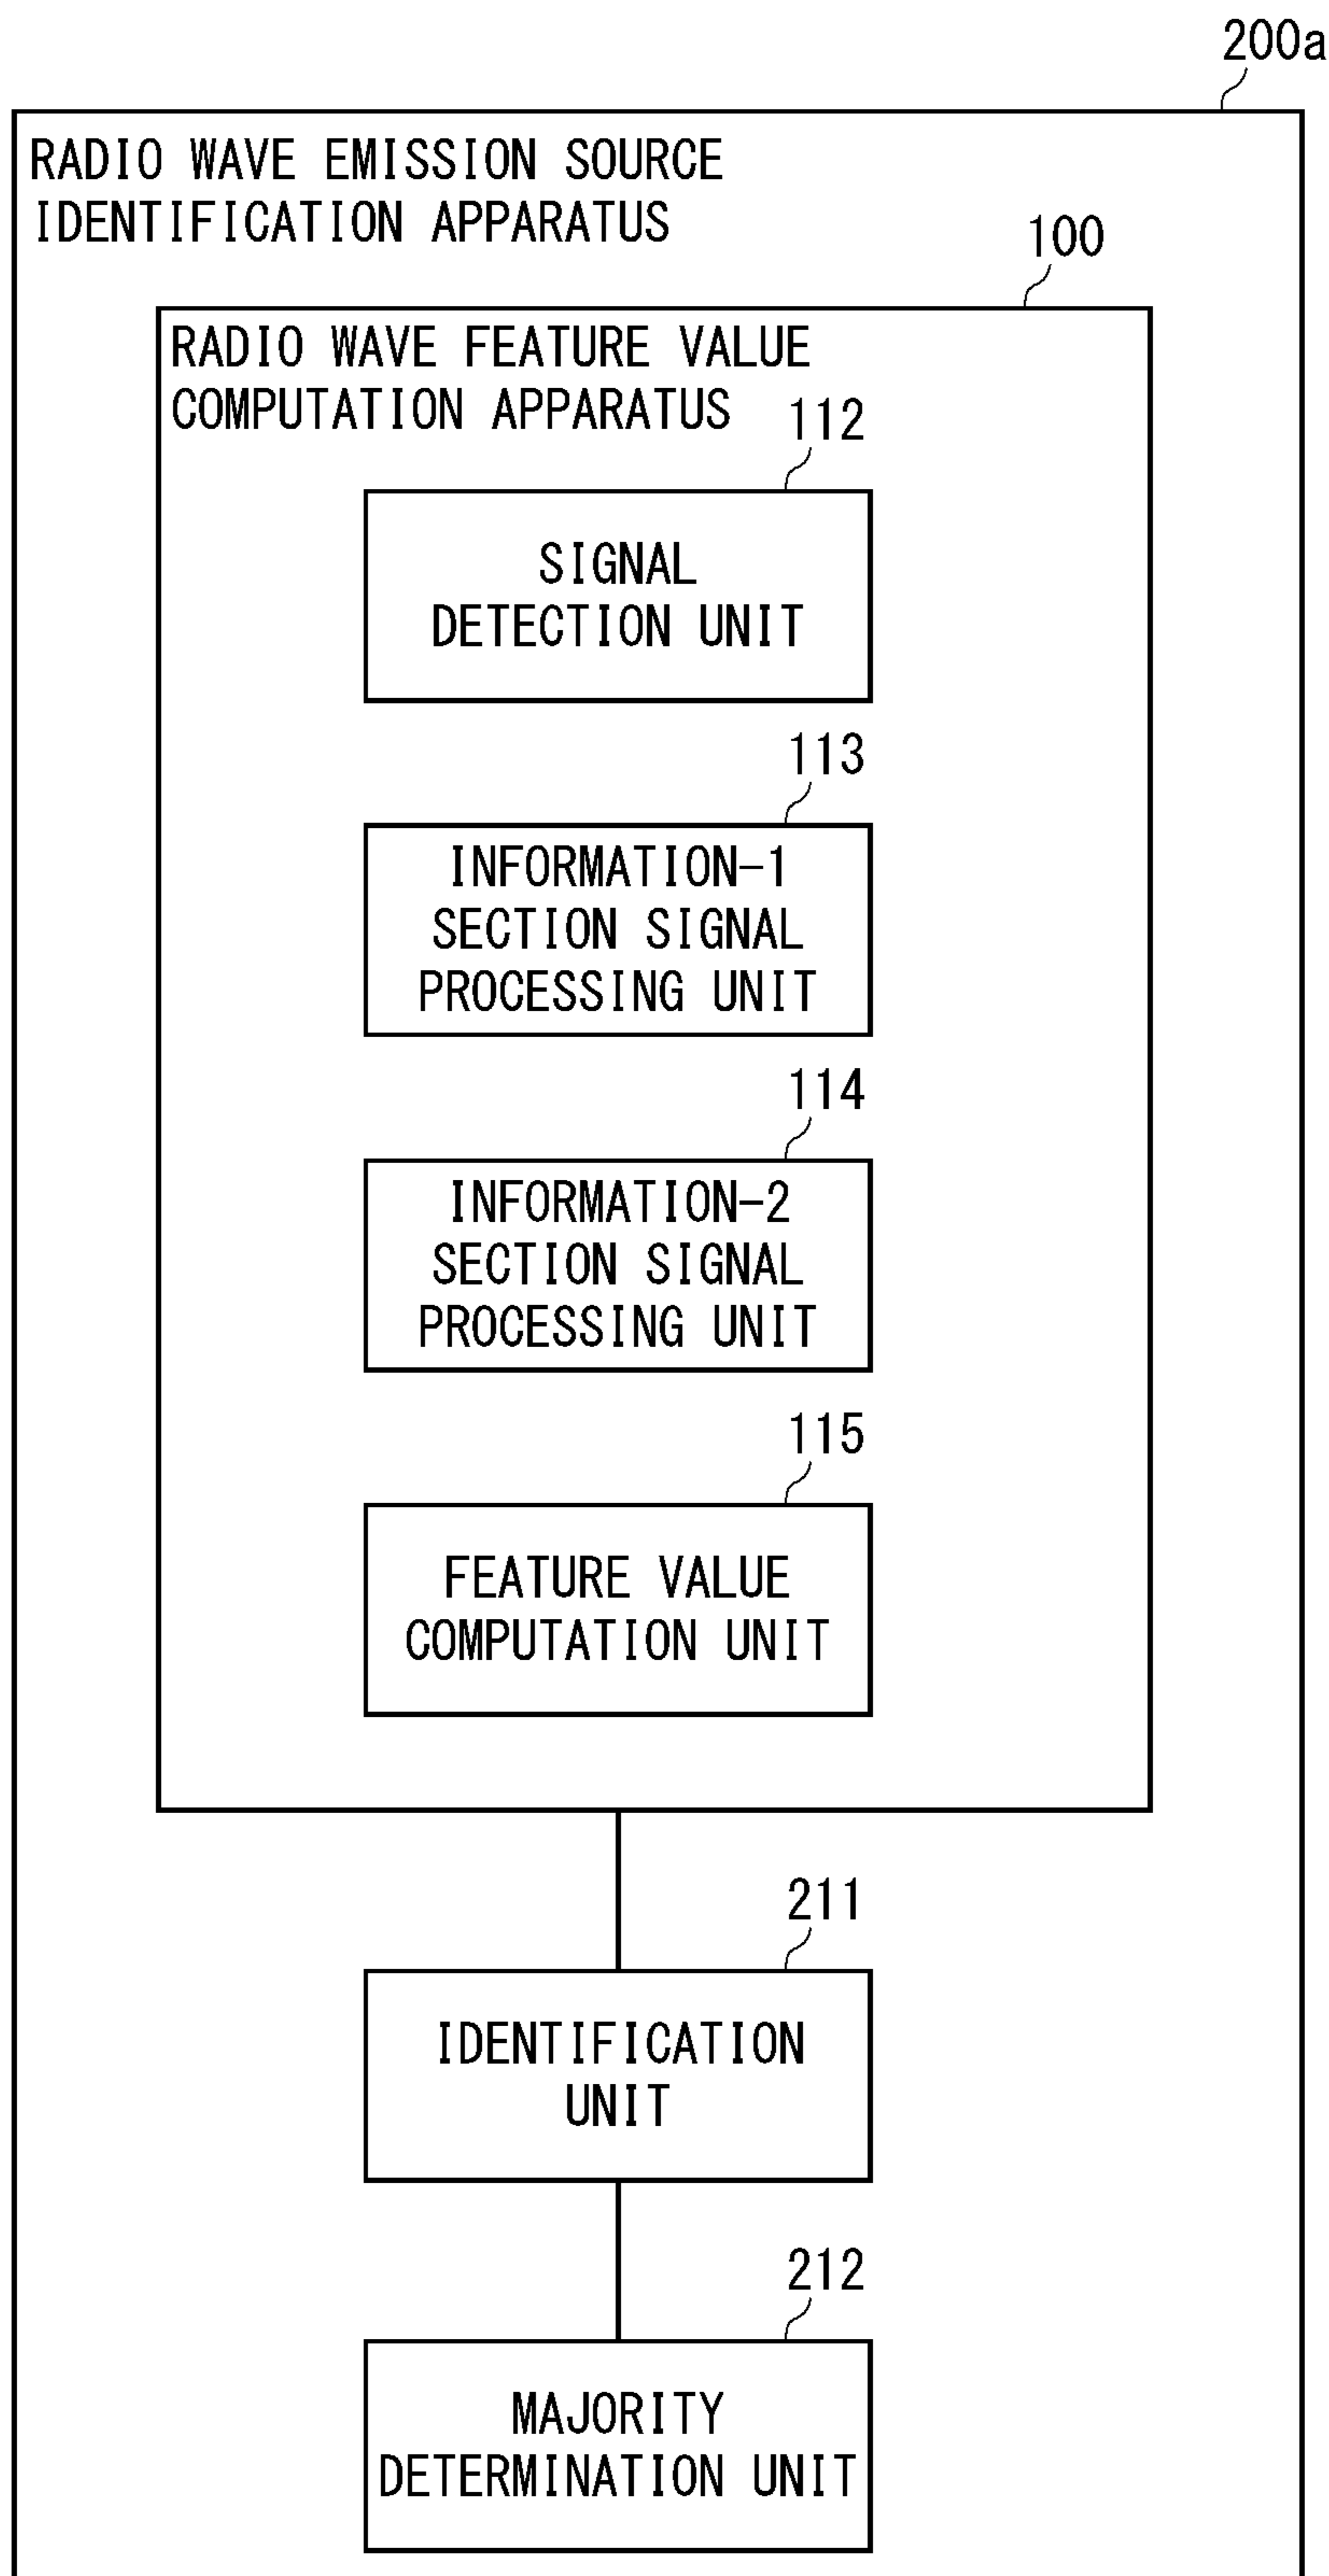 200a
RADIO WAVE EMISSION SOURCE
IDENTIFICATION APPARATUS
100
RADIO WAVE FEATURE VALUE
COMPUTATION APPARATUS
112
SIGNAL
DETECTION UNIT
113
INFORMATION-1
SECTION SIGNAL
PROCESSING UNIT
114
INFORMATION-2
SECTION SIGNAL
PROCESSING UNIT
115
FEATURE VALUE
COMPUTATION UNIT
211
IDENTIFICATION
UNIT
212
MAJORITY
DETERMINATION UNIT